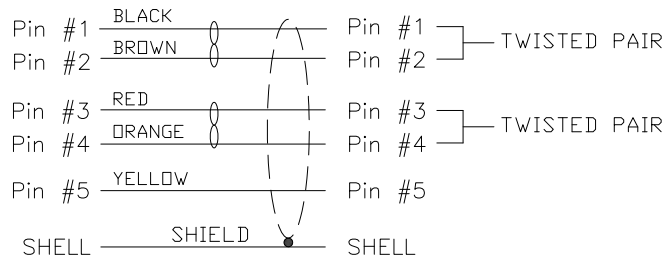 BLACK
Pin #1 Pin #1
TWISTED PAIR
BROWN
Pin #2 Pin #2
RED
Pin #3 Pin #3
TWISTED PAIR
ORANGE
Pin #4 Pin #4
YELLOW
Pin #5 Pin #5
SHIELD
SHELL SHELL